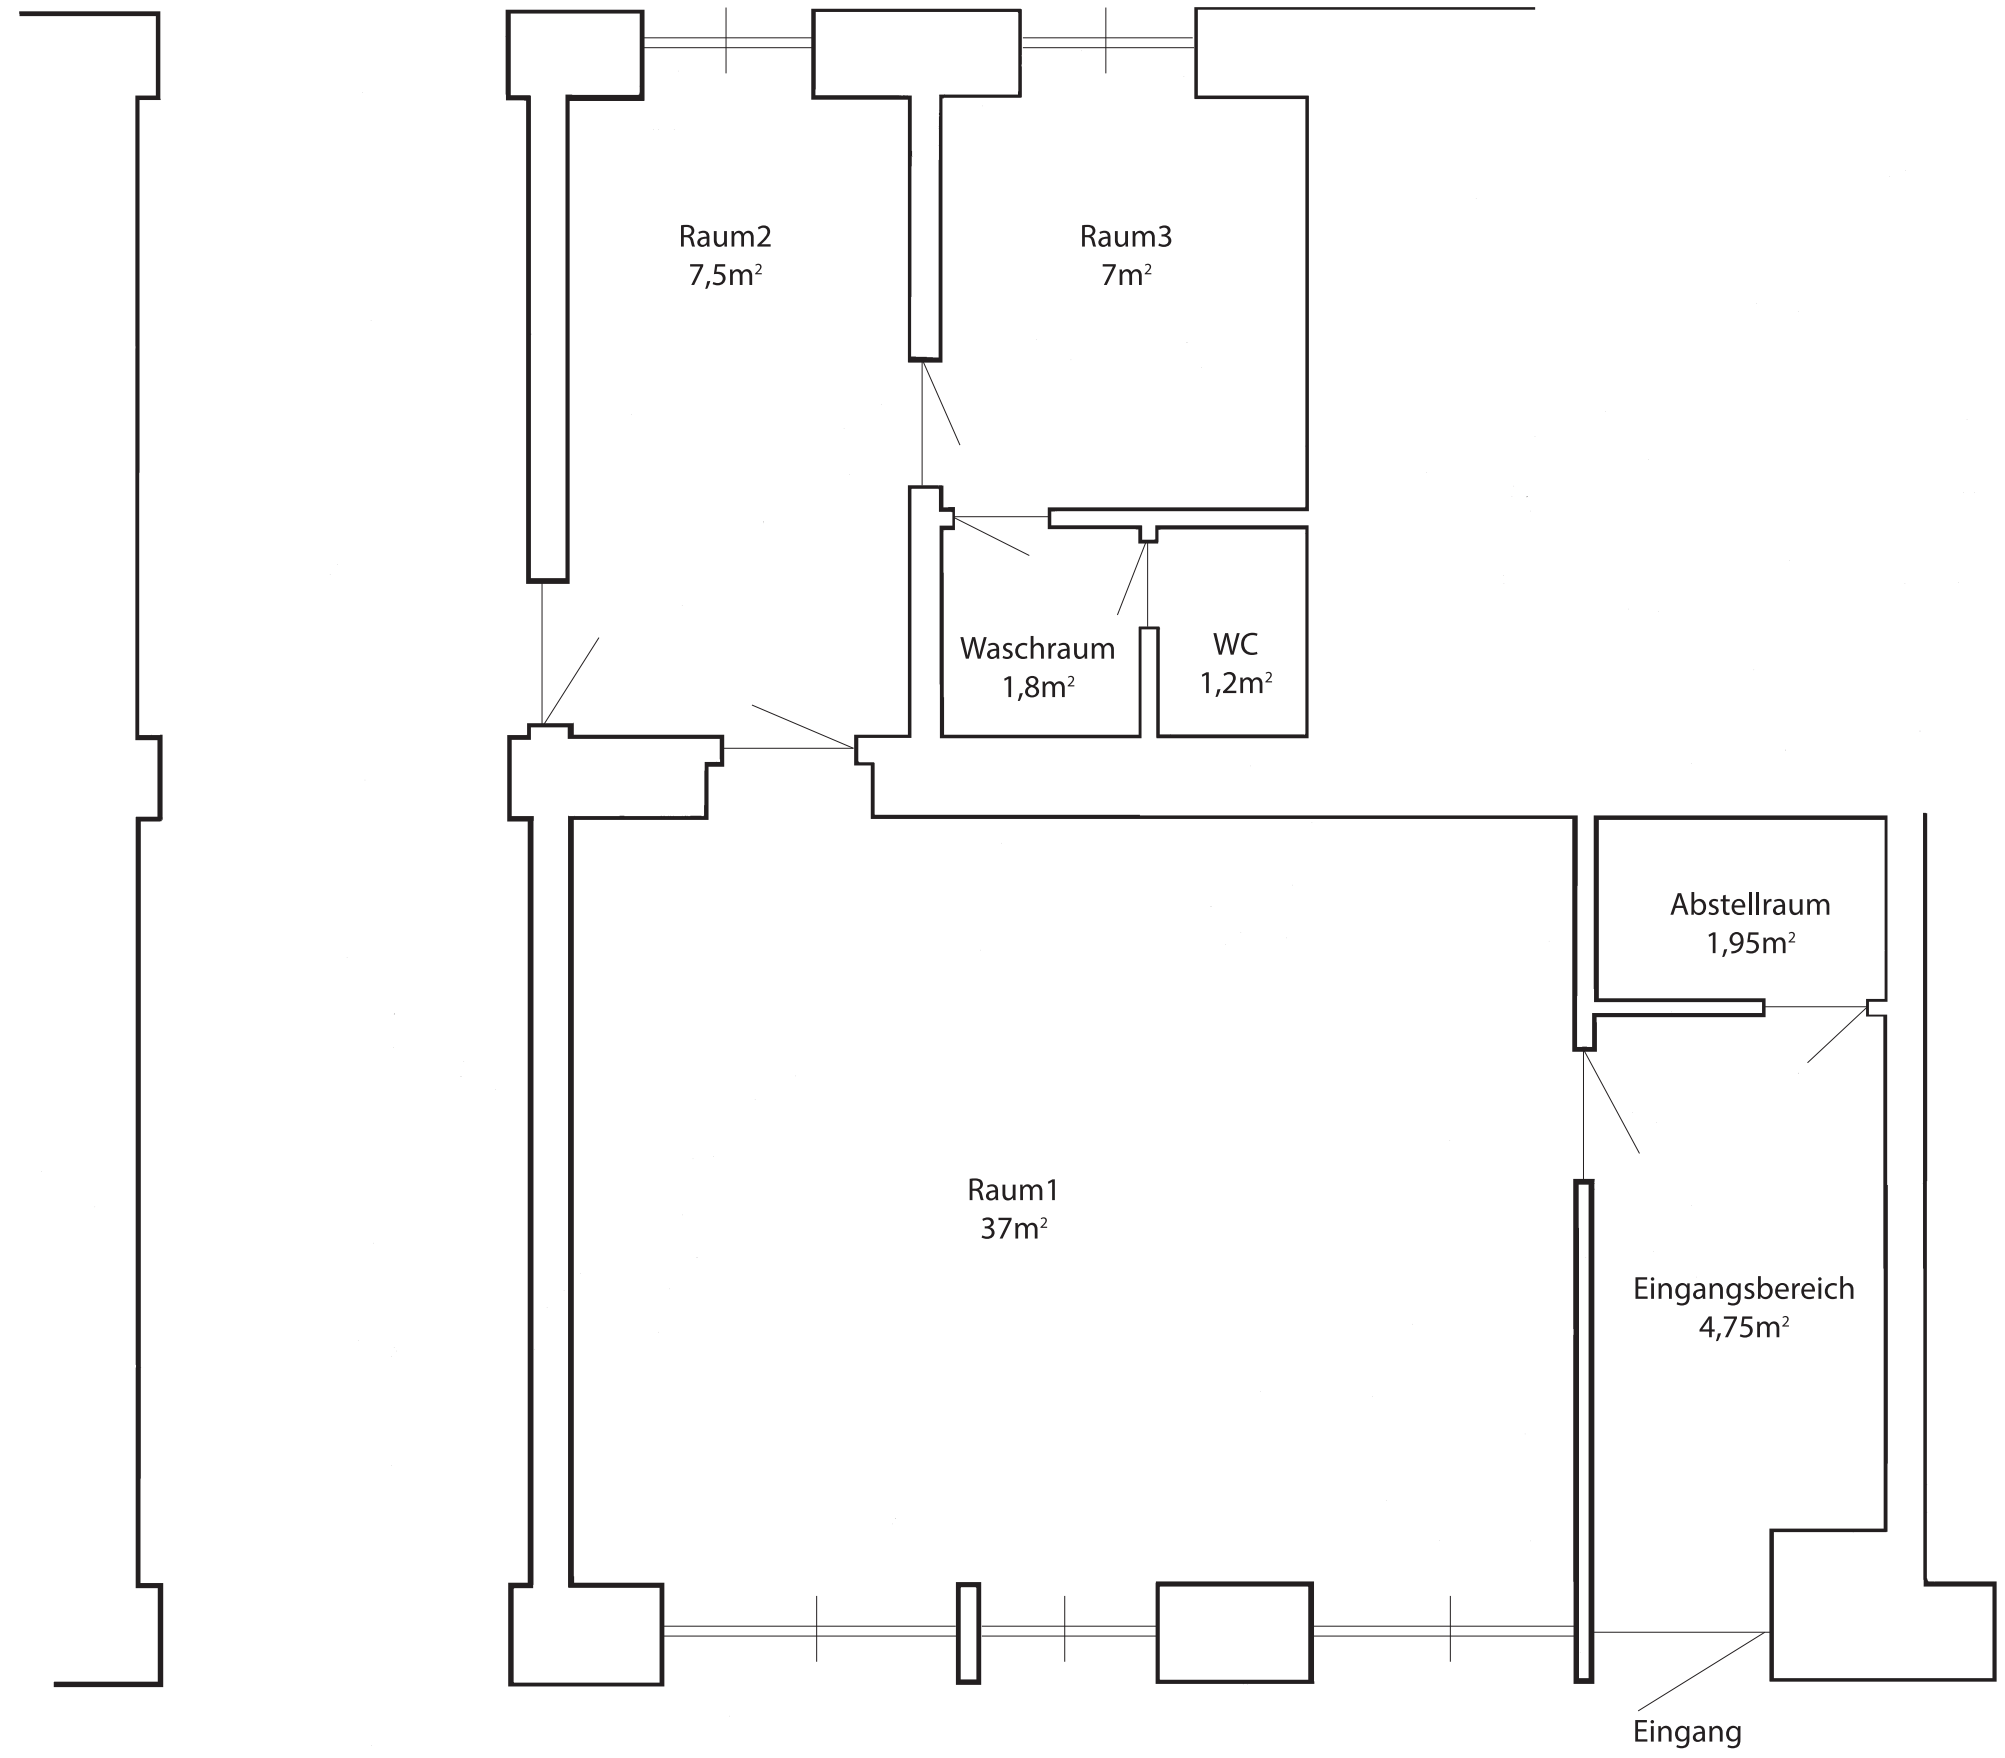 Raum2
7,5m²
Raum3
7m²
Waschraum
1,8m²
WC
1,2m²
Abstellraum
1,95m²
Raum1
37m²
Eingangsbereich
4,75m²
Eingang